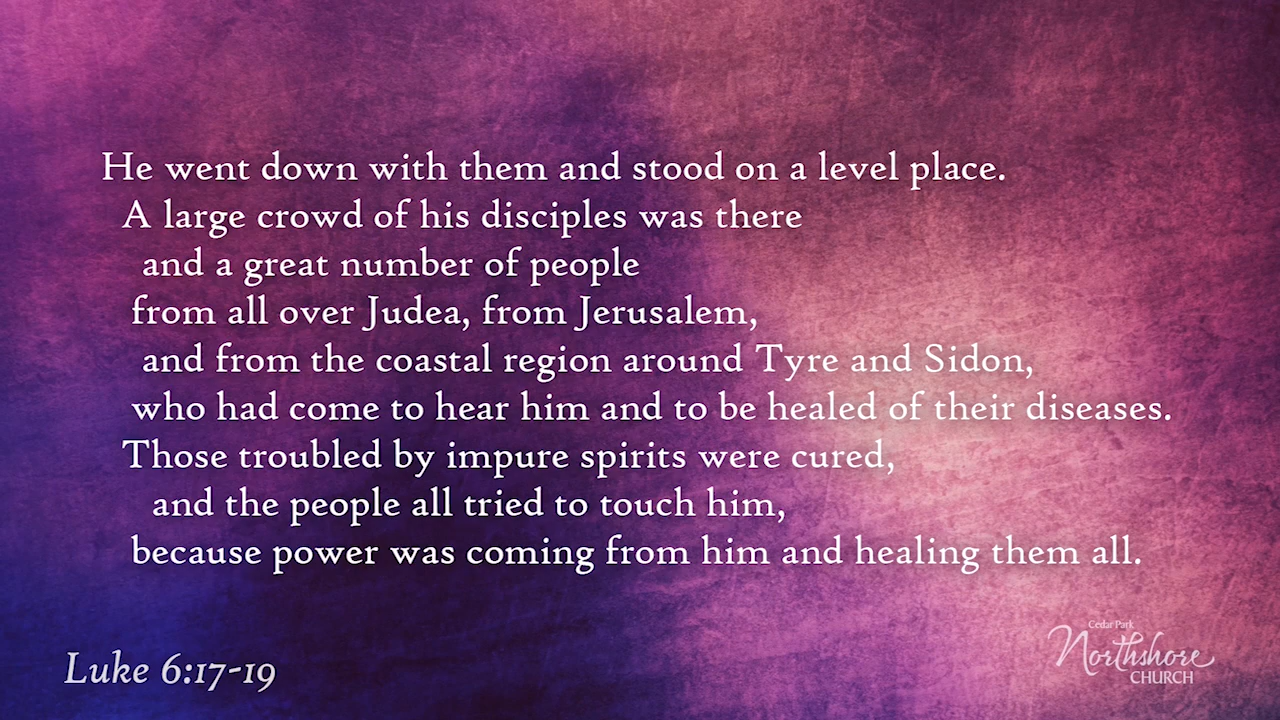 He went down with them and stood on a level place.
A large crowd of his disciples was there
and a great number of people
from all over Judea, from Jerusalem,
and from the coastal region around Tyre and Sidon,
who had come to hear him and to be healed of their diseases.
Those troubled by impure spirits were cured,
and the people all tried to touch him,
because power was coming from him and healing them all.
Luke 6:17-19
Cedar Park
Northshore
CHURCH